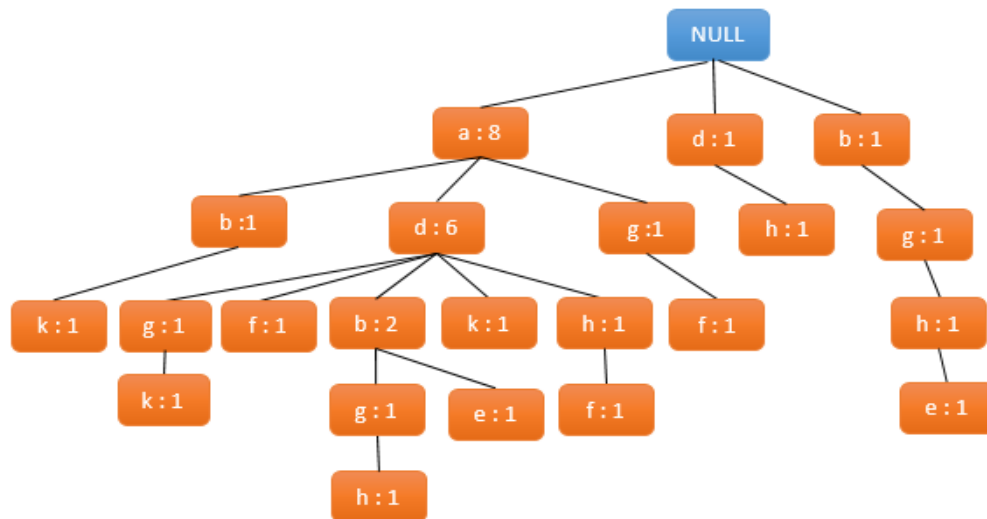 NULL
a : 8
d : 1
b : 1
b :1
d : 6
g :1
h : 1
g : 1
k : 1
g : 1
f : 1
b : 2
k : 1
h : 1
f : 1
h : 1
k : 1
g : 1
e : 1
f : 1
e : 1
h : 1